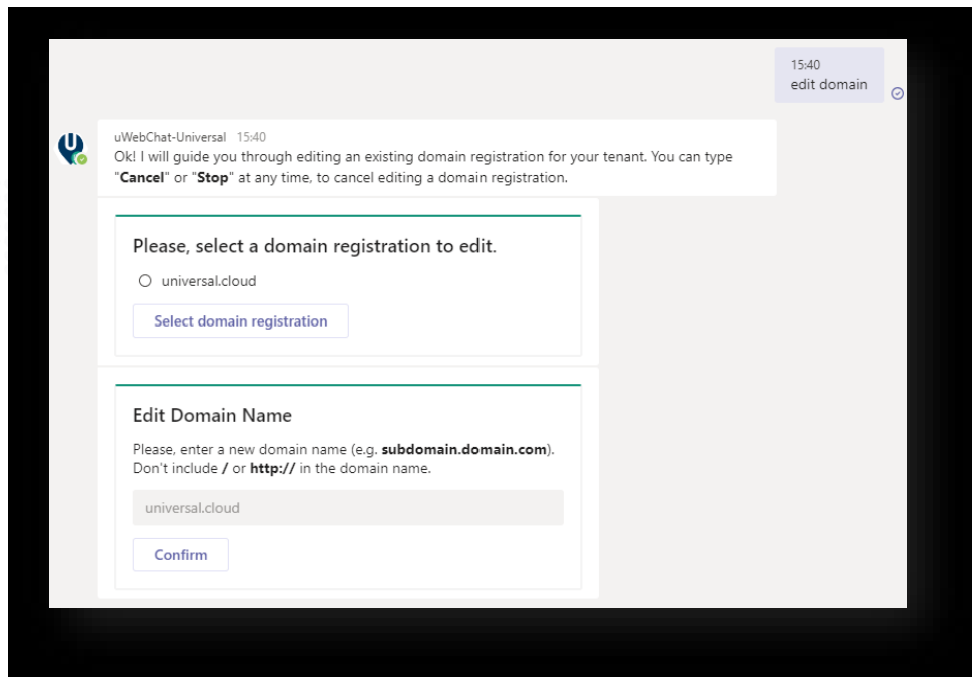 15:40
edit domain
uWebChat-Universal 15:40
Ok! I will guide you through editing an existing domain registration for your tenant. You can type
"Cancel" or "Stop" at any time, to cancel editing a domain registration.
Please, select a domain registration to edit.
universal.cloud
Select domain registration
Edit Domain Name
Please, enter a new domain name (e.g. subdomain.domain.com).
Don't include / or http:// in the domain name.
universal.cloud
Confirm